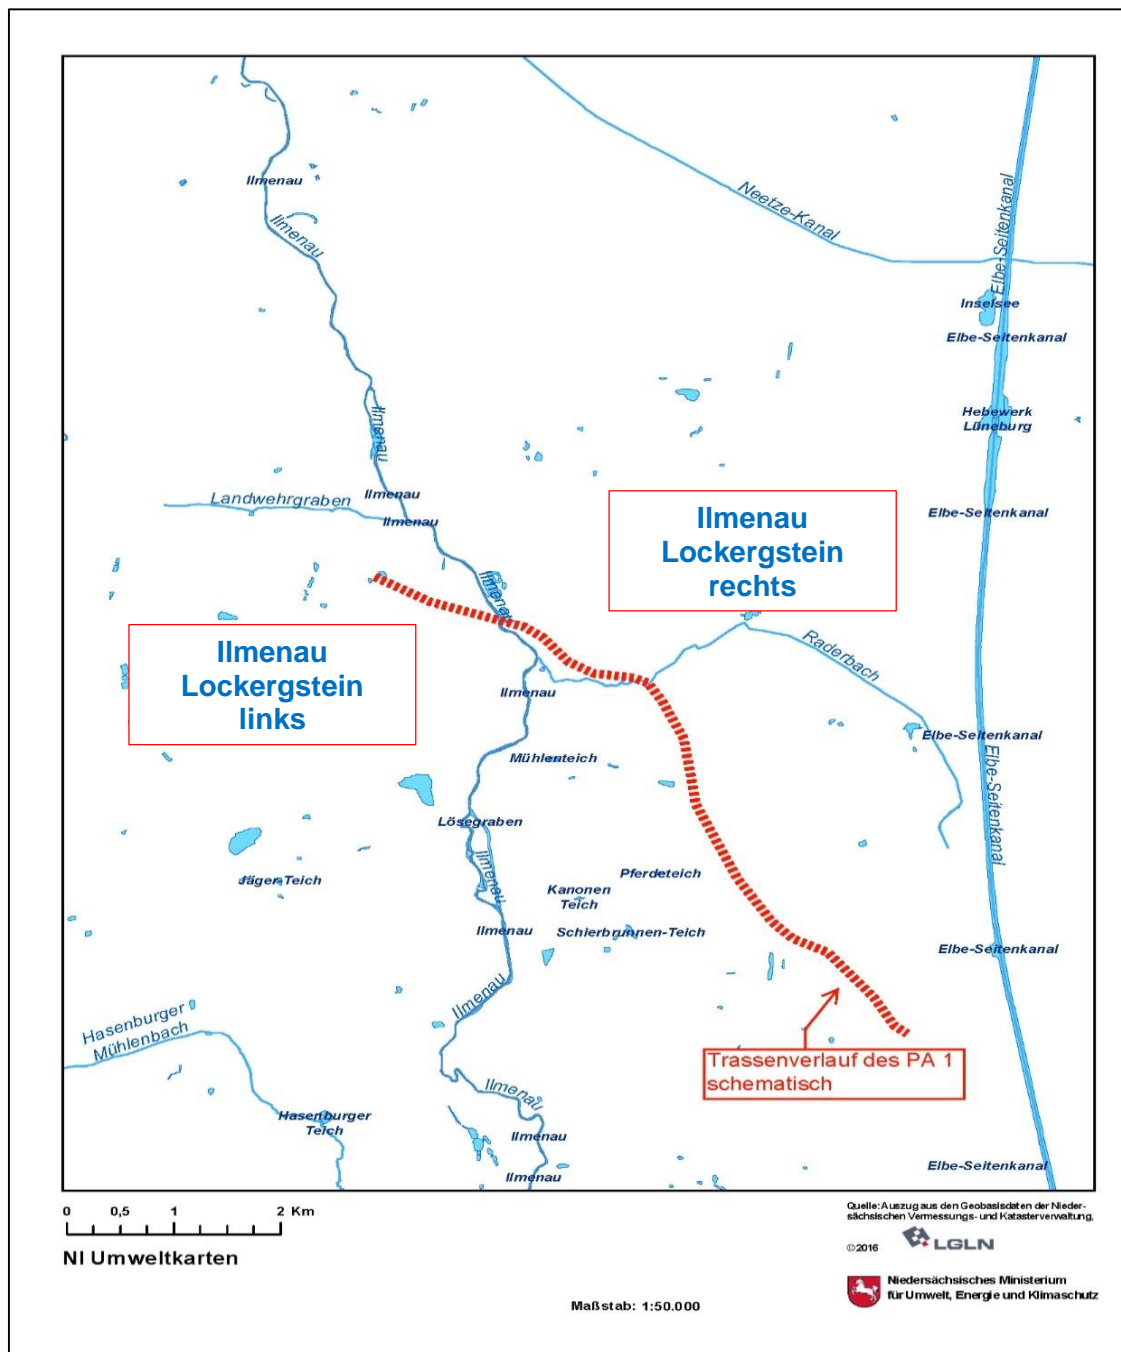 Ilmenau
Ilmenau
Neetze-Kanal
Elbe-Seitenkanal
Inselsee
Elbe-Seitenkanal
Ilmenau
Hebewerk
Lüneburg
Landwehrgraben
Ilmenau
Ilmenau
Elbe-Seitenkanal
Ilmenau
Lockergstein
rechts
Ilmenau
Ilmenau
Lockergstein
links
Raderbach
Ilmenau
Elbe-Seitenkanal
Mühlenteich
Elbe-Seitenkanal
Lösegraben
Ilmenau
Jäger-Teich
Pferdeteich
Kanonen
Teich
Ilmenau
Schierbrunnen-Teich
Elbe-Seitenkanal
Ilmenau
Hasenburger
Mühlenbach
Trassenverlauf des PA 1
schematisch
Ilmenau
Hasenburger
Teich
Ilmenau
Elbe-Seitenkanal
Ilmenau
0 0,5 1 2 Km
NI Umweltkarten
Quelle: Auszug aus den Geobasisdaten der Nieder-
sächsischen Vermessungs- und Katasterverwaltung,
©2016 LGLN
Niedersächsisches Ministerium
für Umwelt, Energie und Klimaschutz
Maßstab: 1:50.000